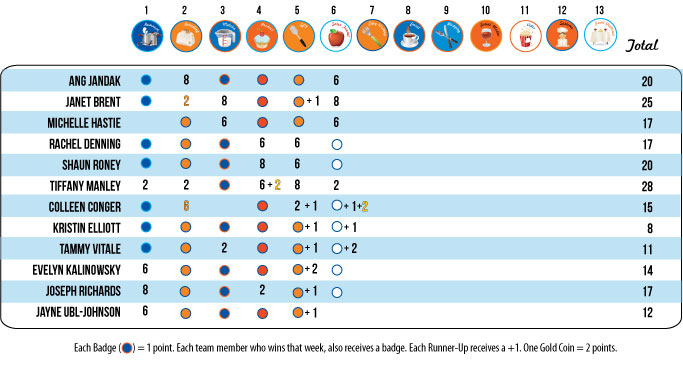 1 2 3 4 5 6 7 8 9 10 11 12 13
Total
ANG JANDAK 8 6 20
JANET BRENT 2 8 + 1 8 25
MICHELLE HASTIE 6 6 17
RACHEL DENNING 6 6 17
SHAUN RONEY 8 6 20
TIFFANY MANLEY 2 2 6 + 2 8 2 28
COLLEEN CONGER 6 2 + 1 + 1+2 15
KRISTIN ELLIOTT + 1 + 1 8
TAMMY VITALE 2 + 1 + 2 11
EVELYN KALINOWSKY 6 + 2 14
JOSEPH RICHARDS 8 2 + 1 17
JAYNE UBL-JOHNSON 6 + 1 12
Each Badge ( ) = 1 point. Each team member who wins that week, also receives a badge. Each Runner-Up receives a +1. One Gold Coin = 2 points.